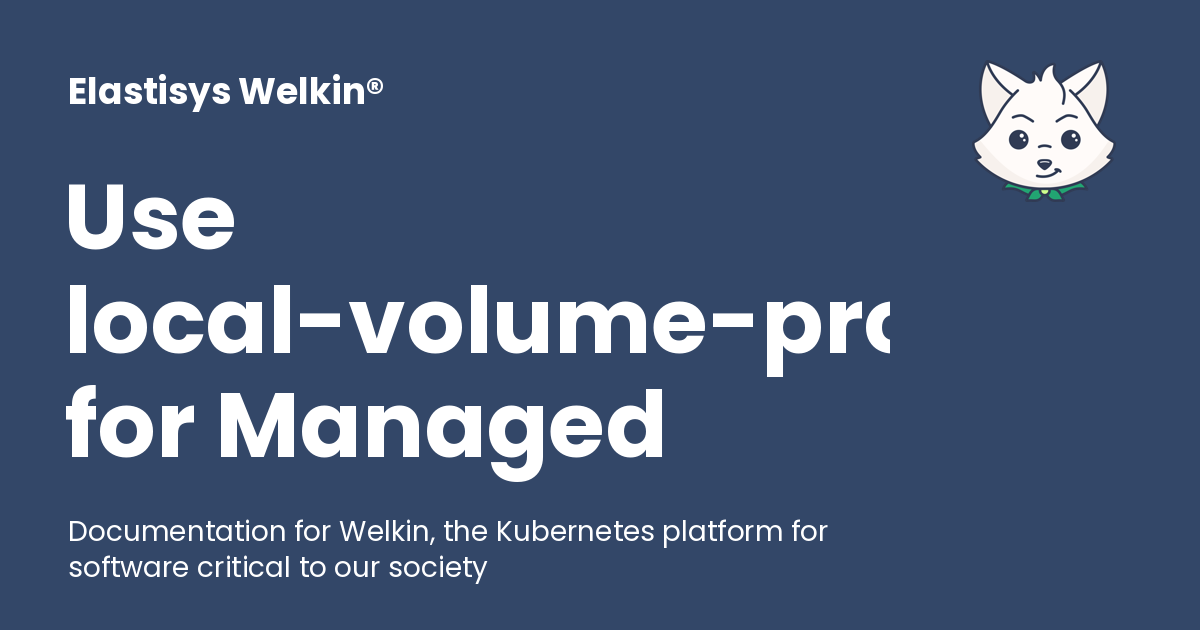 Elastisys Welkin®
Use
local-volume-pro
for Managed
Documentation for Welkin, the Kubernetes platform for
software critical to our society